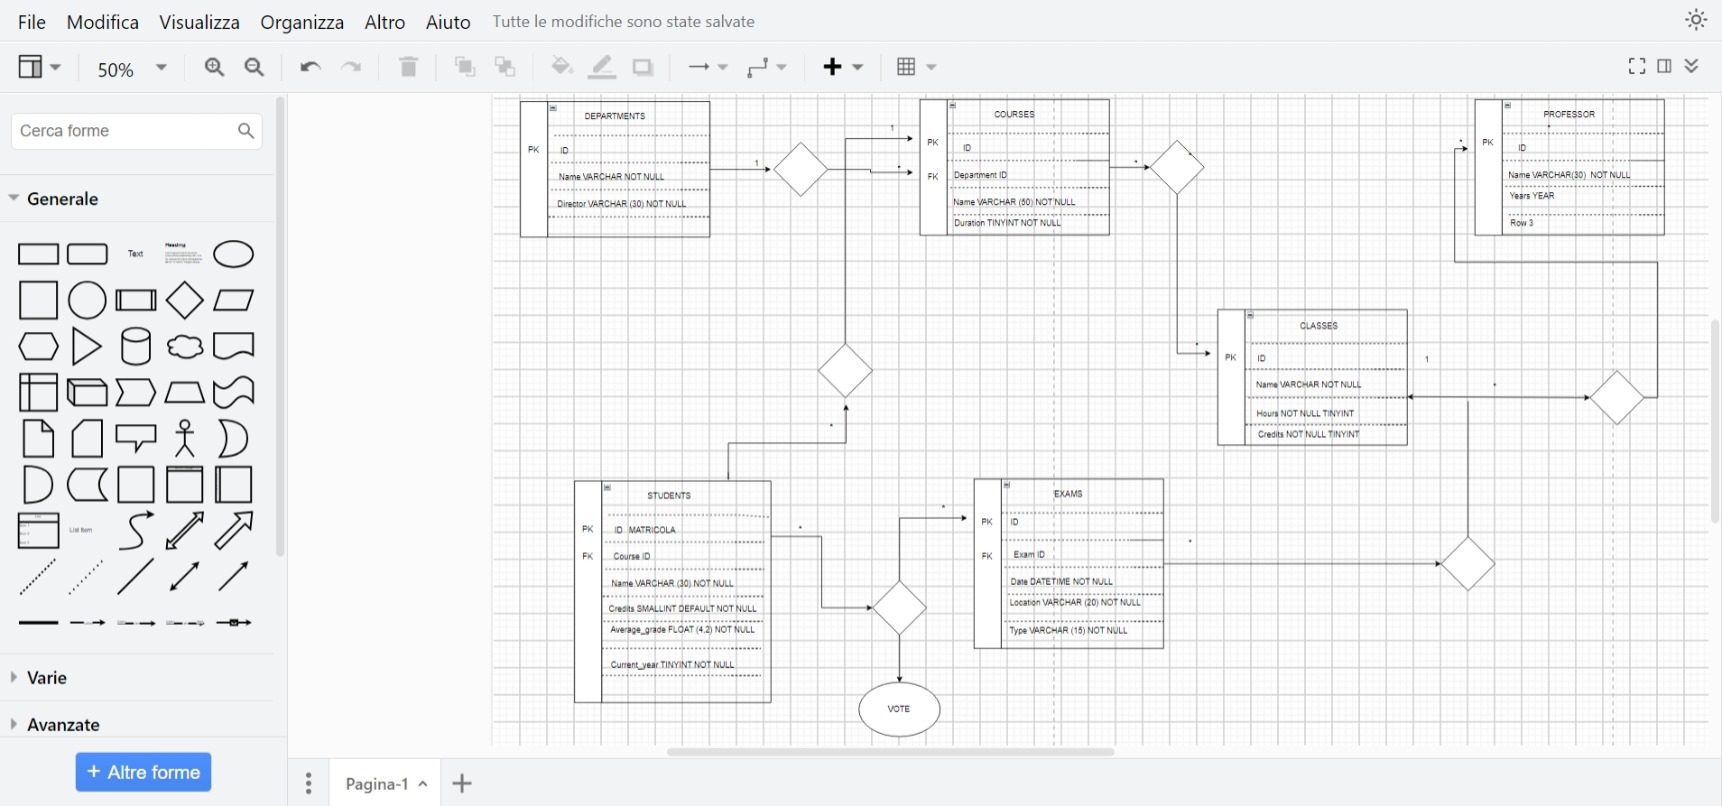 File Modifica Visualizza Organizza Altro Aiuto Tutte le modifiche sono state salvate
50%
Cerca forme
Generale
Text
Heading
List Item
Varie
Avanzate
+ Altre forme
DEPARTMENTS
PK ID
Name VARCHAR NOT NULL
Director VARCHAR (30) NOT NULL
1
*
1
COURSES
PK ID
FK Department ID
Name VARCHAR (50) NOT NULL
Duration TINYINT NOT NULL
*
*
PROFESSOR
*
PK ID
Name VARCHAR(30) NOT NULL
Years YEAR
Row 3
*
*
CLASSES
PK ID
Name VARCHAR NOT NULL
Hours NOT NULL TINYINT
Credits NOT NULL TINYINT
1
*
*
STUDENTS
PK ID MATRICOLA
FK Course ID
Name VARCHAR (30) NOT NULL
Credits SMALLINT DEFAULT NOT NULL
Average_grade FLOAT (4,2) NOT NULL
Current_year TINYINT NOT NULL
*
*
EXAMS
PK ID
FK Exam ID
Date DATETIME NOT NULL
Location VARCHAR (20) NOT NULL
Type VARCHAR (15) NOT NULL
*
VOTE
Pagina-1